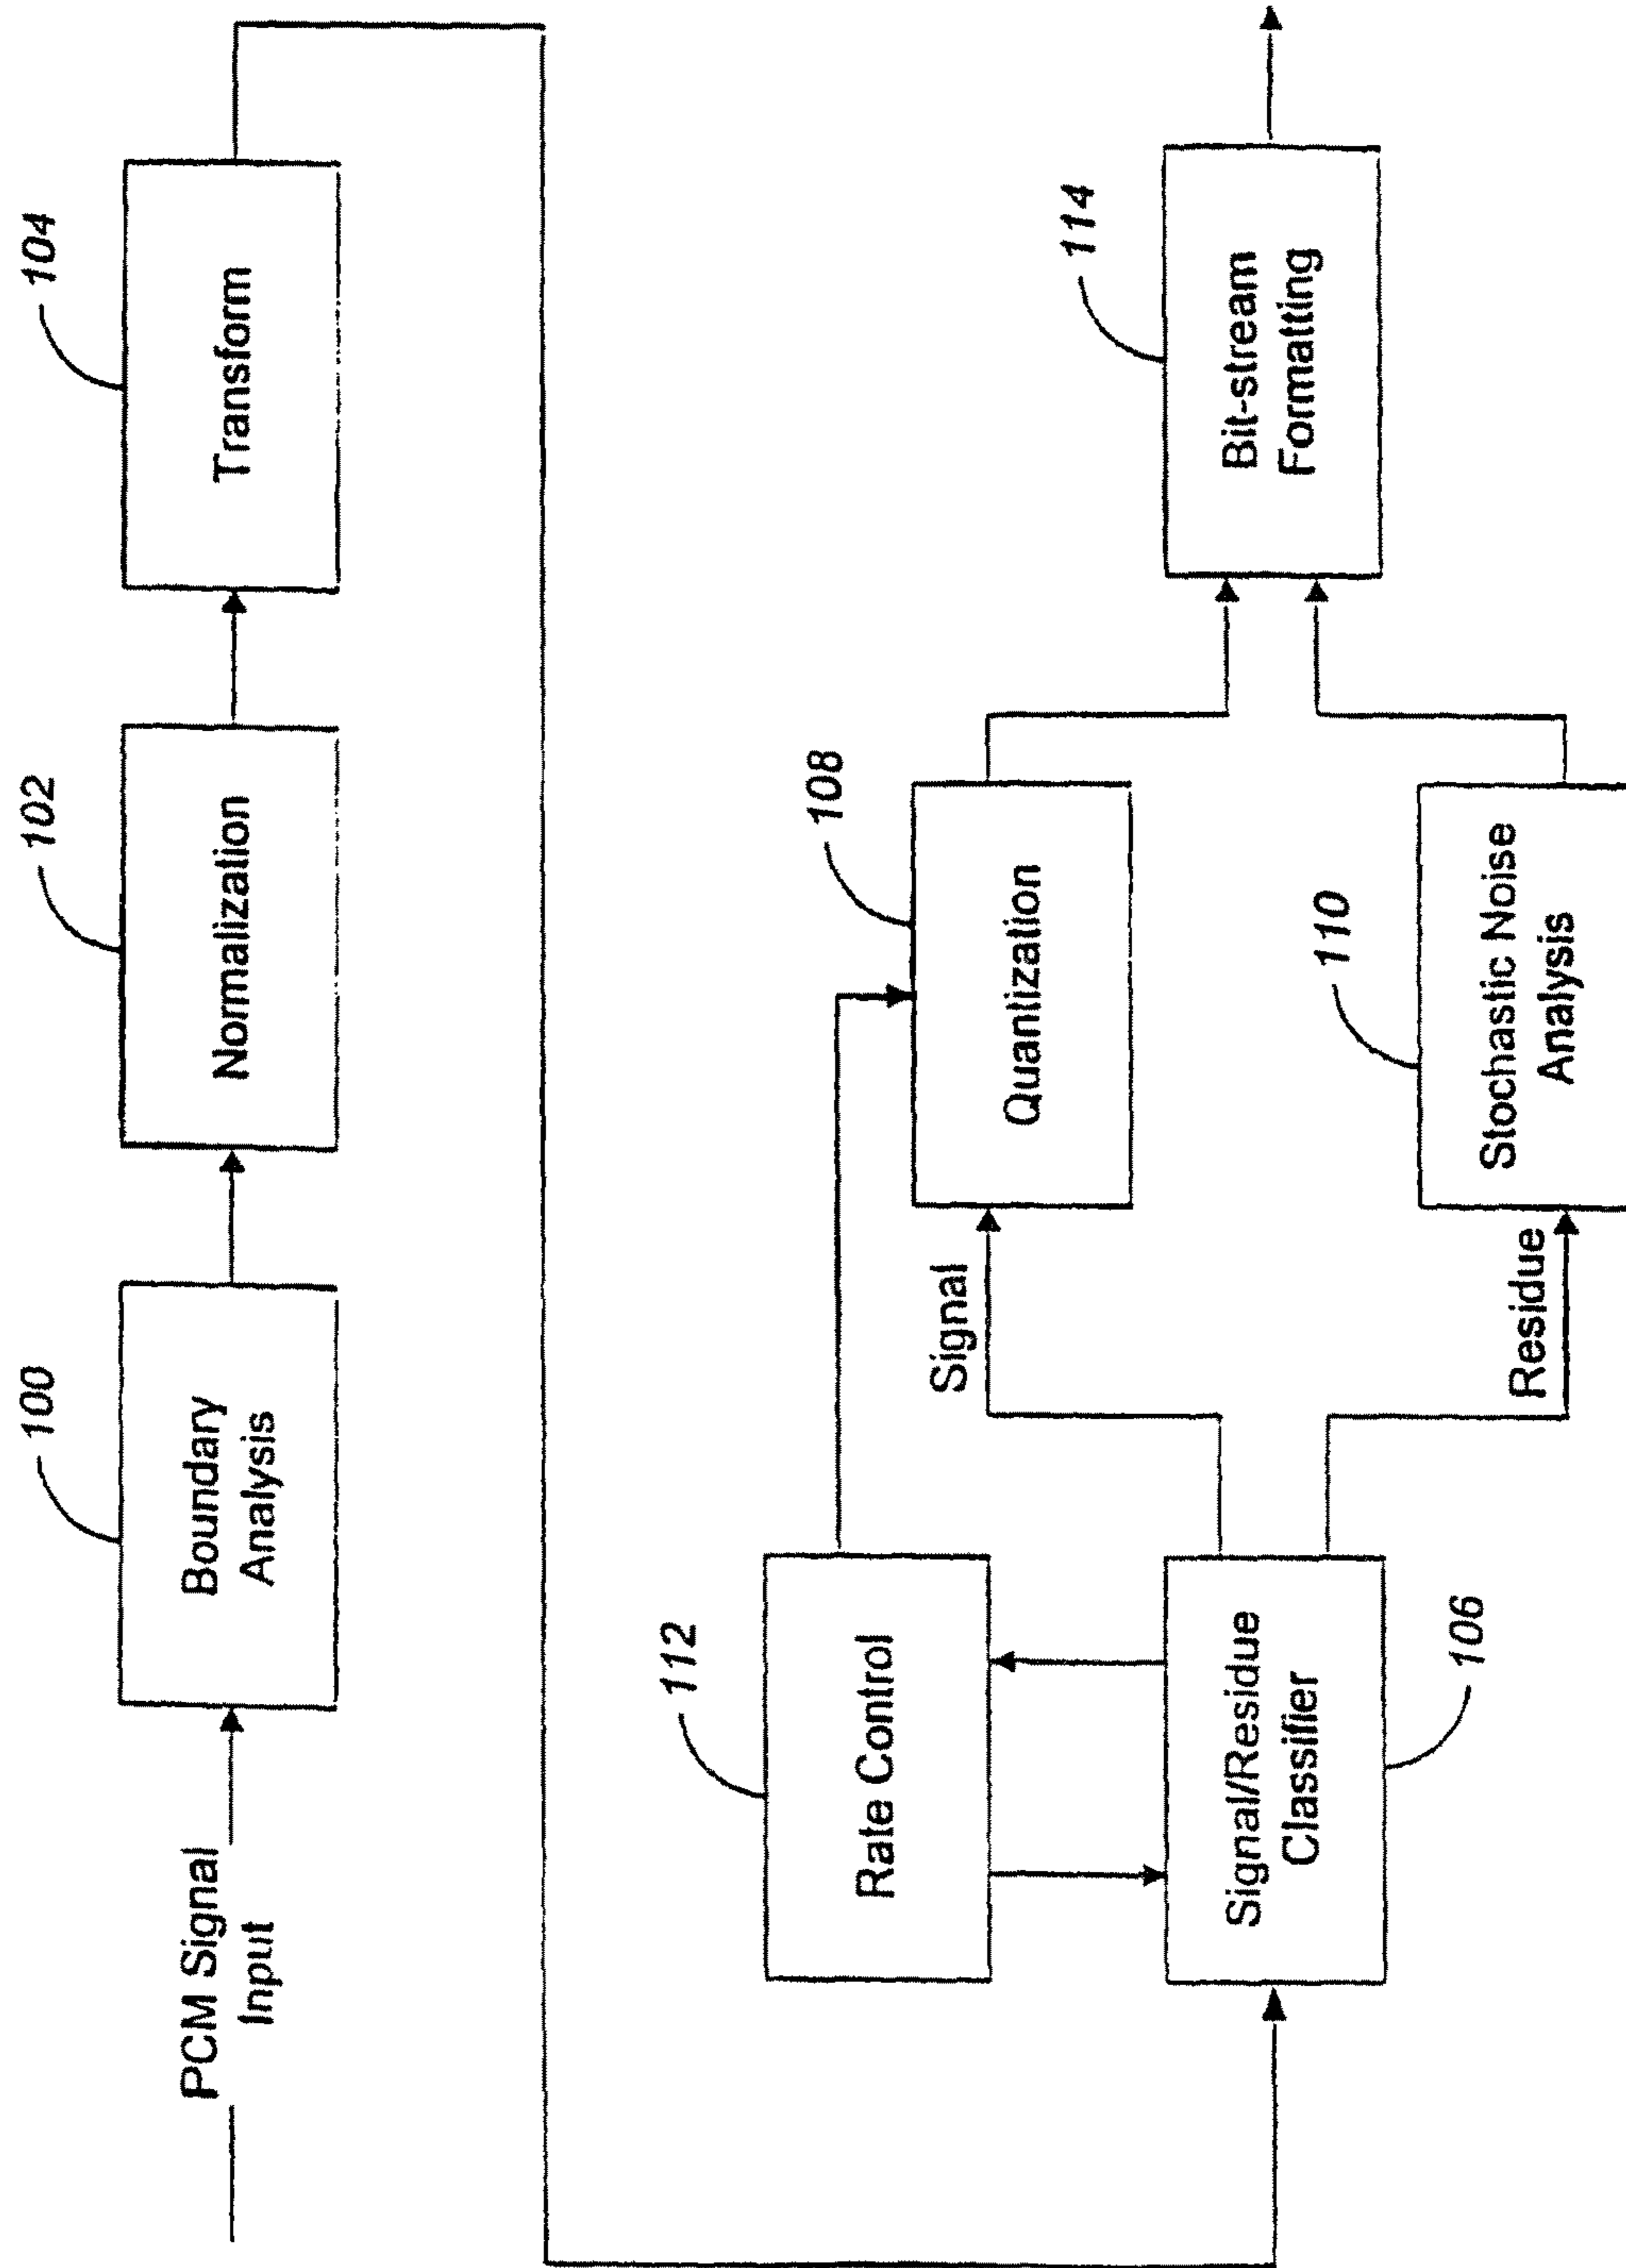 PCM Signal
Input
100
Boundary
Analysis
102
Normalization
104
Transform
112
Rate Control
Signal/Residue
Classifier
106
Signal
Residue
108
Quantization
110
Stochastic Noise
Analysis
114
Bit-stream
Formatting